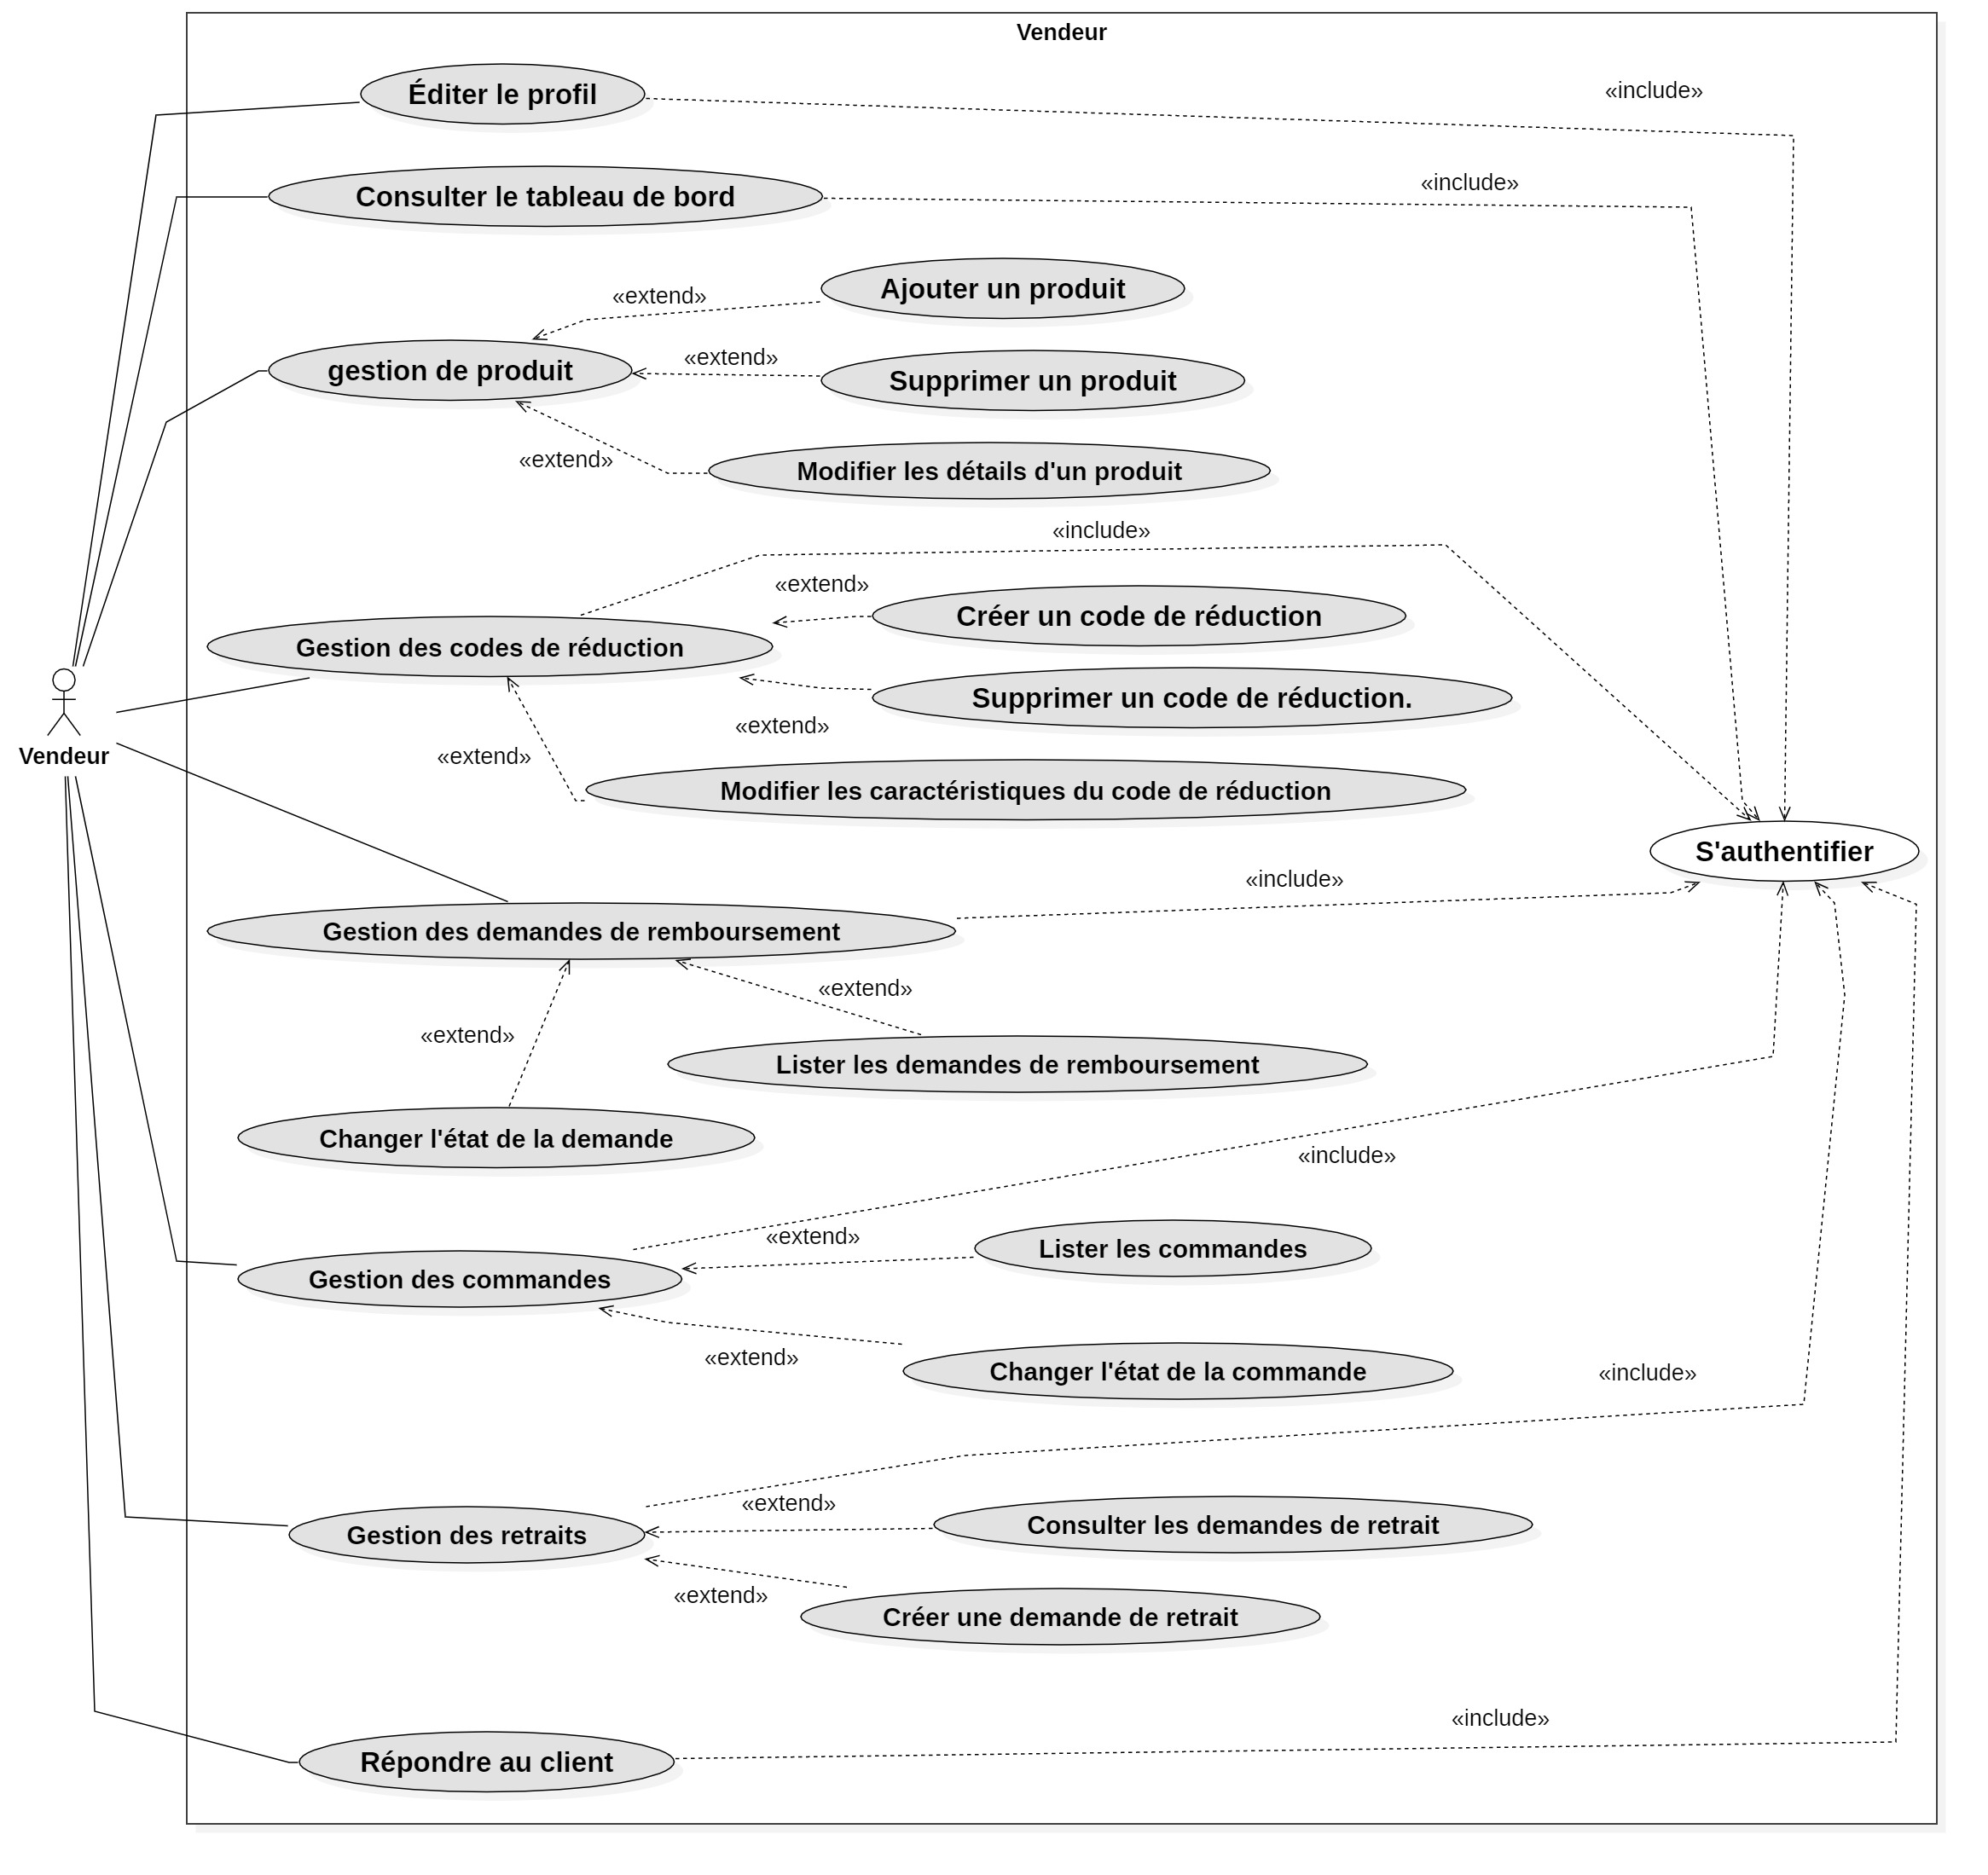 Vendeur
Éditer le profil
«include»
Consulter le tableau de bord
«include»
Ajouter un produit
«extend»
gestion de produit
«extend»
Supprimer un produit
«extend»
Modifier les détails d'un produit
«include»
«extend»
Créer un code de réduction
Gestion des codes de réduction
Supprimer un code de réduction.
«extend»
«extend»
Vendeur
Modifier les caractéristiques du code de réduction
S'authentifier
«include»
Gestion des demandes de remboursement
«extend»
«extend»
Lister les demandes de remboursement
Changer l'état de la demande
«include»
«extend»
Lister les commandes
Gestion des commandes
«extend»
Changer l'état de la commande
«include»
«extend»
Consulter les demandes de retrait
Gestion des retraits
«extend»
Créer une demande de retrait
«include»
Répondre au client